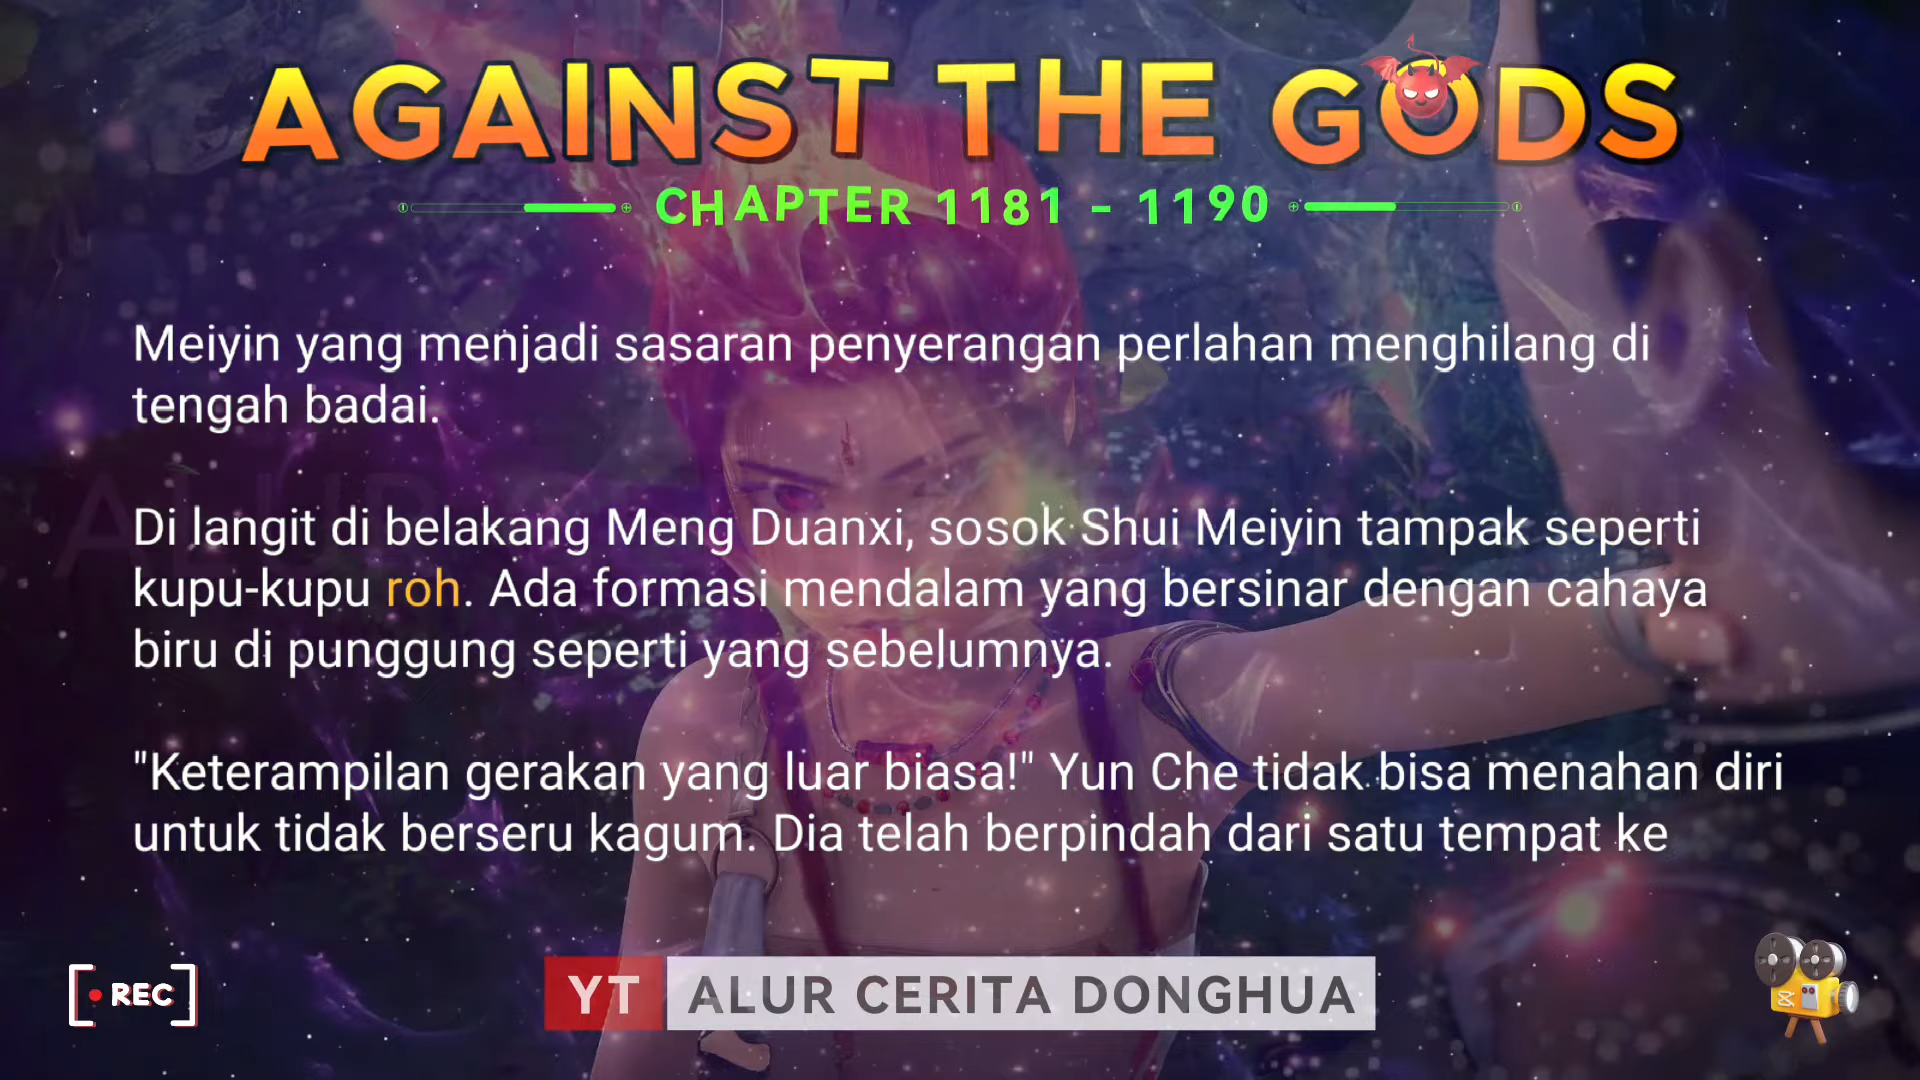 AGAINST THE GODS
CHAPTER 1181 - 1190
Meiyin yang menjadi sasaran penyerangan perlahan menghilang di
tengah badai.
Di langit di belakang Meng Duanxi, sosok Shui Meiyin tampak seperti
kupu-kupu roh. Ada formasi mendalam yang bersinar dengan cahaya
biru di punggung seperti yang sebelumnya.
"Keterampilan gerakan yang luar biasa!" Yun Che tidak bisa menahan diri
untuk tidak berseru kagum. Dia telah berpindah dari satu tempat ke
REC
YT ALUR CERITA DONGHUA